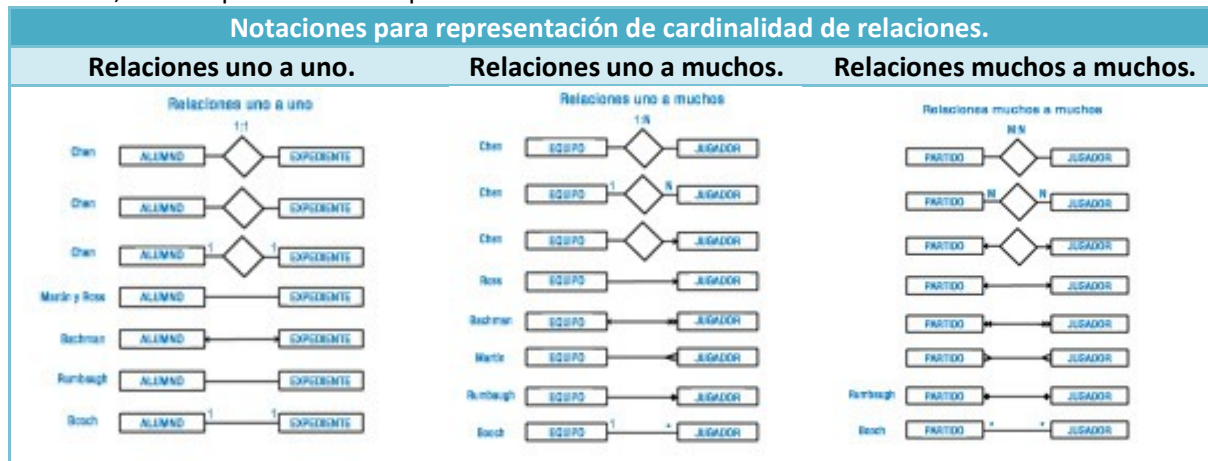 Notaciones para representación de cardinalidad de relaciones.
Relaciones uno a uno. Relaciones uno a muchos. Relaciones muchos a muchos.
Relaciones uno a uno
1:1
Chen ALUMNO EXPEDIENTE
Chen ALUMNO EXPEDIENTE
Chen ALUMNO 1 1 EXPEDIENTE
Martin y Ross ALUMNO EXPEDIENTE
Bachman ALUMNO EXPEDIENTE
Rumbaugh ALUMNO EXPEDIENTE
Booch ALUMNO 1 1 EXPEDIENTE
Relaciones uno a muchos
1:N
Chen EQUIPO JUGADOR
Chen EQUIPO 1 N JUGADOR
Chen EQUIPO JUGADOR
Ross EQUIPO JUGADOR
Bachman EQUIPO JUGADOR
Martin EQUIPO JUGADOR
Rumbaugh EQUIPO JUGADOR
Booch EQUIPO 1 * JUGADOR
Relaciones muchos a muchos
M:N
PARTIDO JUGADOR
PARTIDO M N JUGADOR
PARTIDO JUGADOR
PARTIDO JUGADOR
PARTIDO JUGADOR
PARTIDO JUGADOR
Rumbaugh PARTIDO JUGADOR
Booch PARTIDO * * JUGADOR